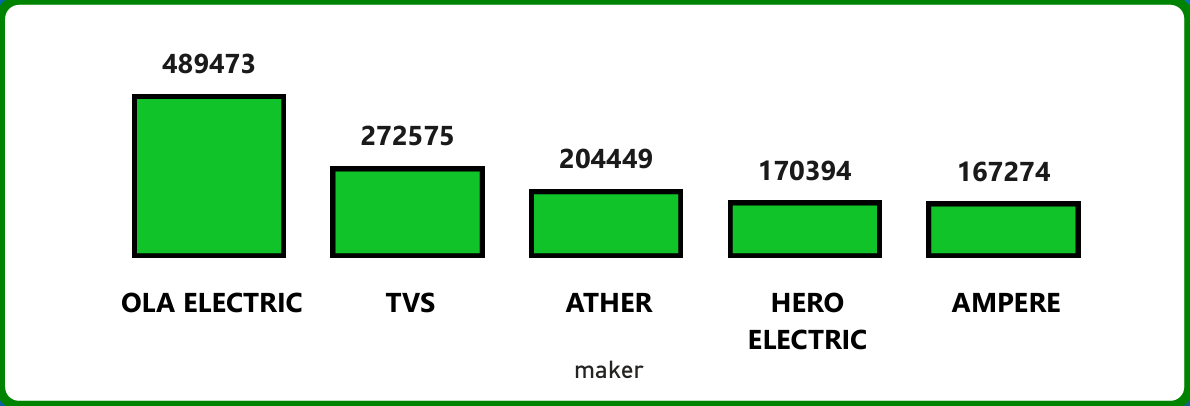 489473
272575
204449
170394
167274
OLA ELECTRIC
TVS
ATHER
HERO
ELECTRIC
AMPERE
maker